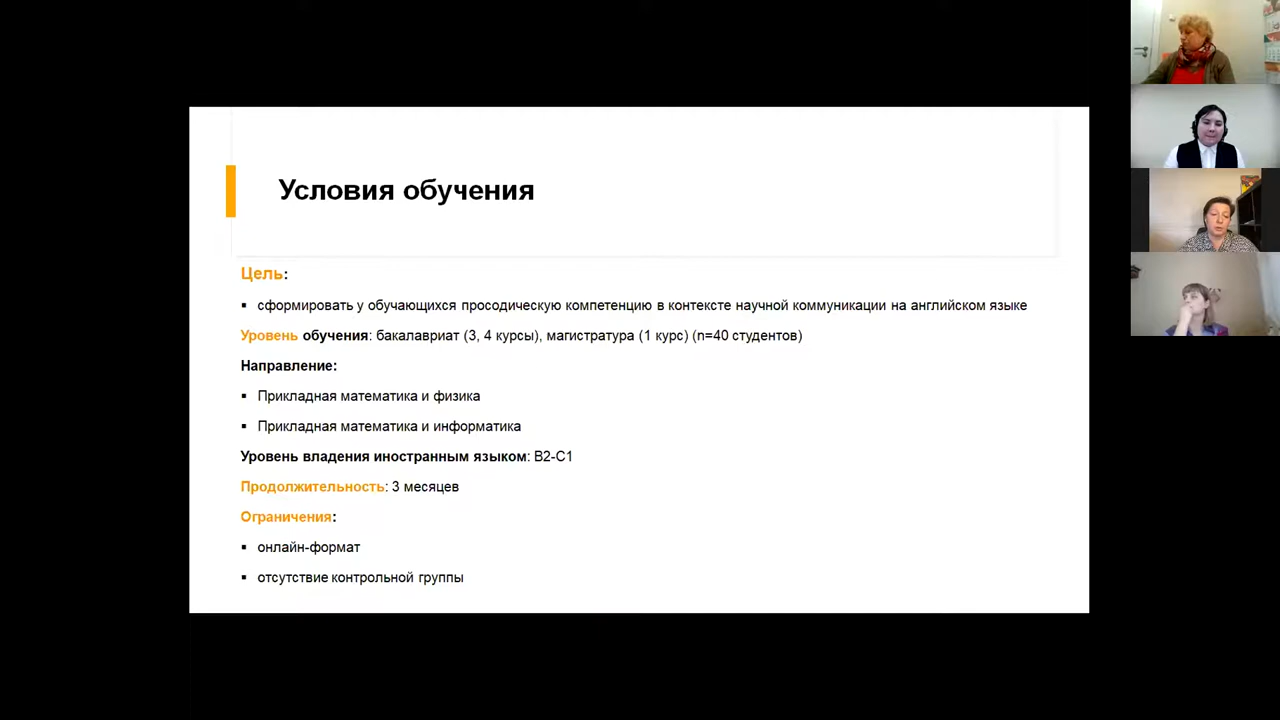 Условия обучения
Цель:
▪ сформировать у обучающихся просодическую компетенцию в контексте научной коммуникации на английском языке
Уровень обучения: бакалавриат (3, 4 курсы), магистратура (1 курс) (n=40 студентов)
Направление:
▪ Прикладная математика и физика
▪ Прикладная математика и информатика
Уровень владения иностранным языком: B2-C1
Продолжительность: 3 месяцев
Ограничения:
▪ онлайн-формат
▪ отсутствие контрольной группы